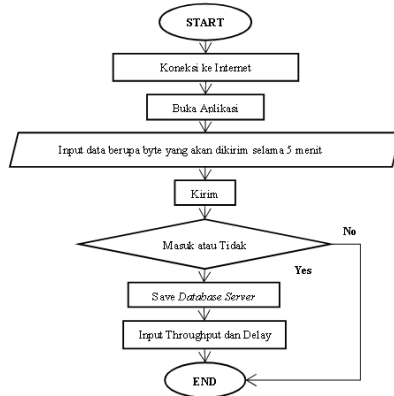 START
Koneksi ke Internet
Buka Aplikasi
Input data berupa byte yang akan dikirim selama 5 menit
Kirim
Masuk atau Tidak
No
Yes
Save Database Server
Input Throughput dan Delay
END